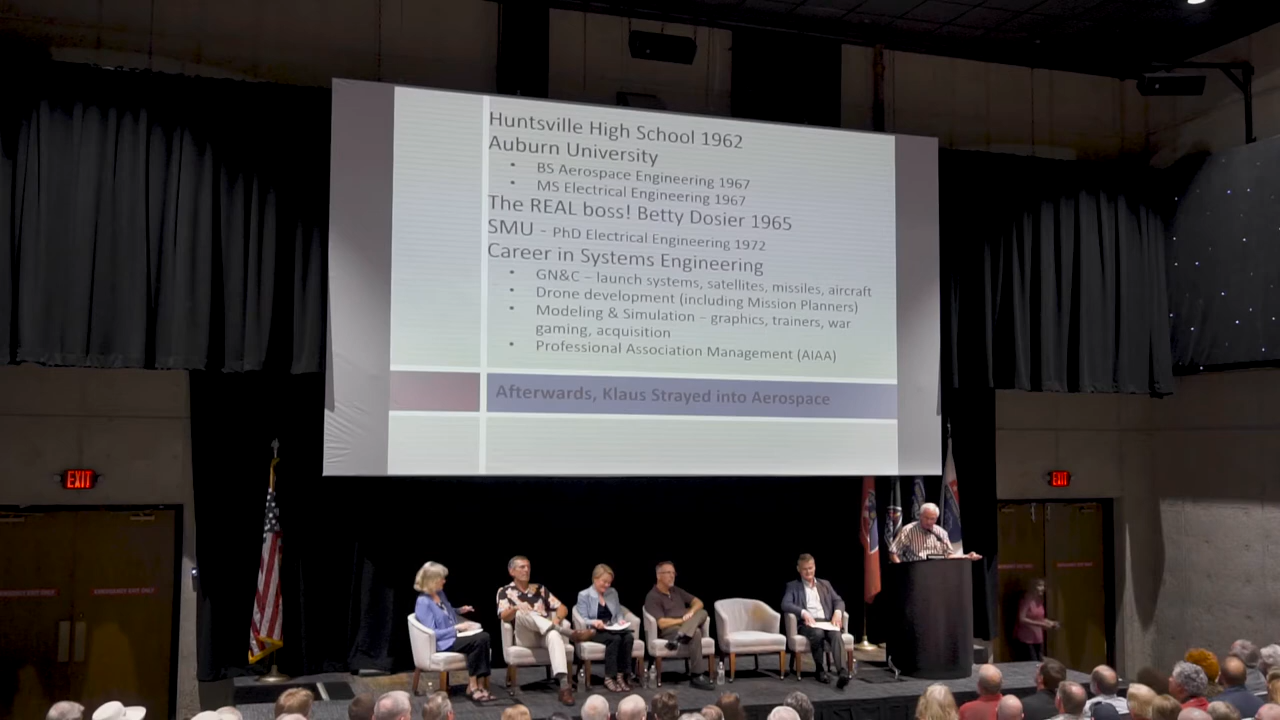 Huntsville High School 1962
Auburn University
• BS Aerospace Engineering 1967
• MS Electrical Engineering 1967
The REAL boss! Betty Dosier 1965
SMU – PhD Electrical Engineering 1972
Career in Systems Engineering
• GN&C – launch systems, satellites, missiles, aircraft
• Drone development (including Mission Planners)
• Modeling & Simulation – graphics, trainers, war
gaming, acquisition
• Professional Association Management (AIAA)
Afterwards, Klaus Strayed into Aerospace
EXIT
EXIT
EMERGENCY EXIT ONLY